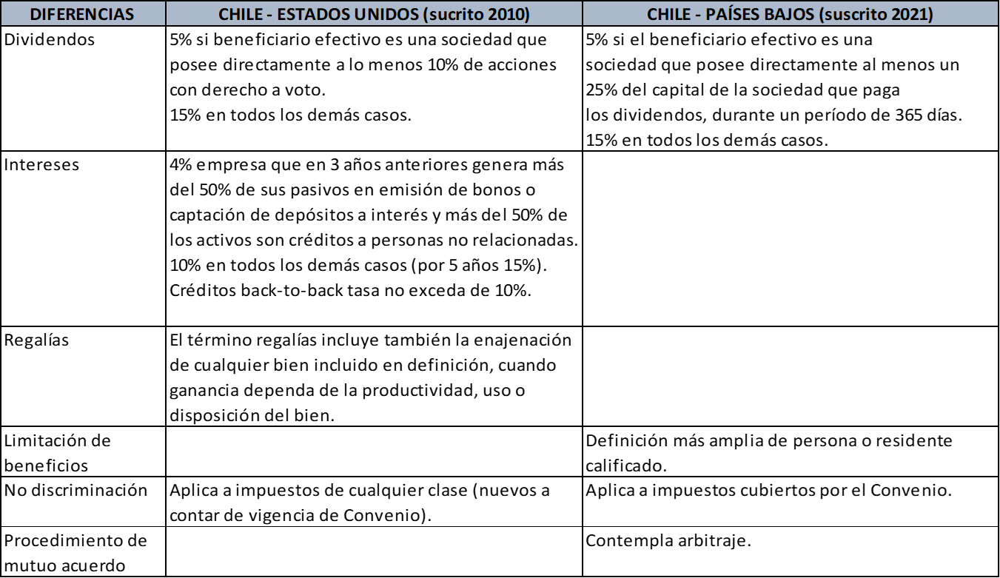 DIFERENCIAS
CHILE - ESTADOS UNIDOS (sucrito 2010)
CHILE - PAÍSES BAJOS (suscrito 2021)
Dividendos
5% si beneficiario efectivo es una sociedad que
posee directamente a lo menos 10% de acciones
con derecho a voto.
15% en todos los demás casos.
5% si el beneficiario efectivo es una
sociedad que posee directamente al menos un
25% del capital de la sociedad que paga
los dividendos, durante un período de 365 días.
15% en todos los demás casos.
Intereses
4% empresa que en 3 años anteriores genera más
del 50% de sus pasivos en emisión de bonos o
captación de depósitos a interés y más del 50% de
los activos son créditos a personas no relacionadas.
10% en todos los demás casos (por 5 años 15%).
Créditos back-to-back tasa no exceda de 10%.
Regalías
El término regalías incluye también la enajenación
de cualquier bien incluido en definición, cuando
ganancia dependa de la productividad, uso o
disposición del bien.
Limitación de
beneficios
Definición más amplia de persona o residente
calificado.
No discriminación
Aplica a impuestos de cualquier clase (nuevos a
contar de vigencia de Convenio).
Aplica a impuestos cubiertos por el Convenio.
Procedimiento de
mutuo acuerdo
Contempla arbitraje.